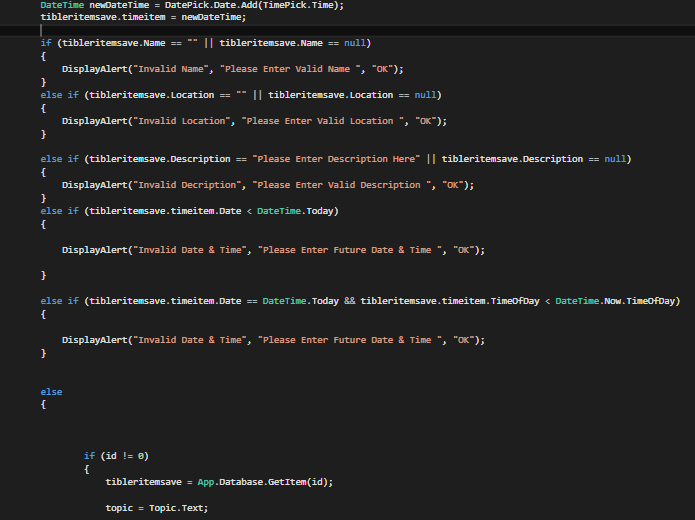 DateTime newDateTime = DatePick.Date.Add(TimePick.Time);
tibleritemsave.timeitem = newDateTime;
if (tibleritemsave.Name == "" || tibleritemsave.Name == null)
{
DisplayAlert("Invalid Name", "Please Enter Valid Name ", "OK");
}
else if (tibleritemsave.Location == "" || tibleritemsave.Location == null)
{
DisplayAlert("Invalid Location", "Please Enter Valid Location ", "OK");
}
else if (tibleritemsave.Description == "Please Enter Description Here" || tibleritemsave.Description == null)
{
DisplayAlert("Invalid Decription", "Please Enter Valid Description ", "OK");
}
else if (tibleritemsave.timeitem.Date < DateTime.Today)
{
DisplayAlert("Invalid Date & Time", "Please Enter Future Date & Time ", "OK");
}
else if (tibleritemsave.timeitem.Date == DateTime.Today && tibleritemsave.timeitem.TimeOfDay < DateTime.Now.TimeOfDay)
{
DisplayAlert("Invalid Date & Time", "Please Enter Future Date & Time ", "OK");
}
else
{
if (id != 0)
{
tibleritemsave = App.Database.GetItem(id);
topic = Topic.Text;